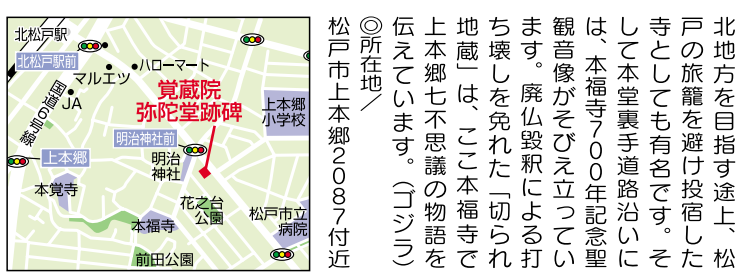 北地方を目指す途上、松
戸の旅籠を避け投宿した
寺としても有名です。そ
して本堂裏手道路沿いに
は、本福寺700年記念聖
観音像がそびえ立ってい
ます。廃仏毀釈による打
ち壊しを免れた「切られ
地蔵」は、ここ本福寺で
上本郷七不思議の物語を
伝えています。(ゴジラ)
◎所在地／
松戸市上本郷2087付近
北松戸駅
北松戸駅前
マルエツ
ハローマート
国道6号線
JA
覚蔵院
弥陀堂跡碑
上本郷
小学校
明治神社前
上本郷
明治
神社
本覚寺
花之台
公園
本福寺
松戸市立
病院
前田公園